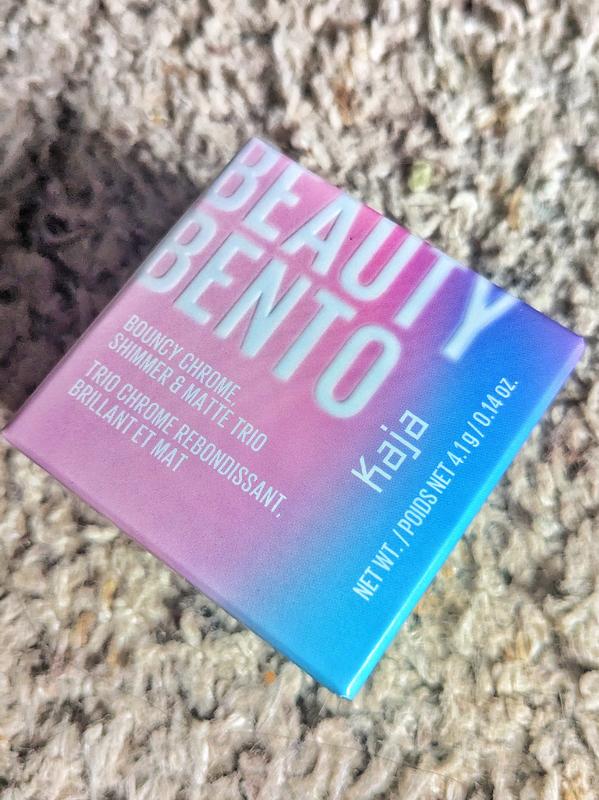 BEAUTY
BENTO
BOUNCY CHROME,
SHIMMER & MATTE TRIO
TRIO CHROME REBONDISSANT,
BRILLANT ET MAT
Kaja
NET WT. / POIDS NET 4.1 g / 0.14 oz.